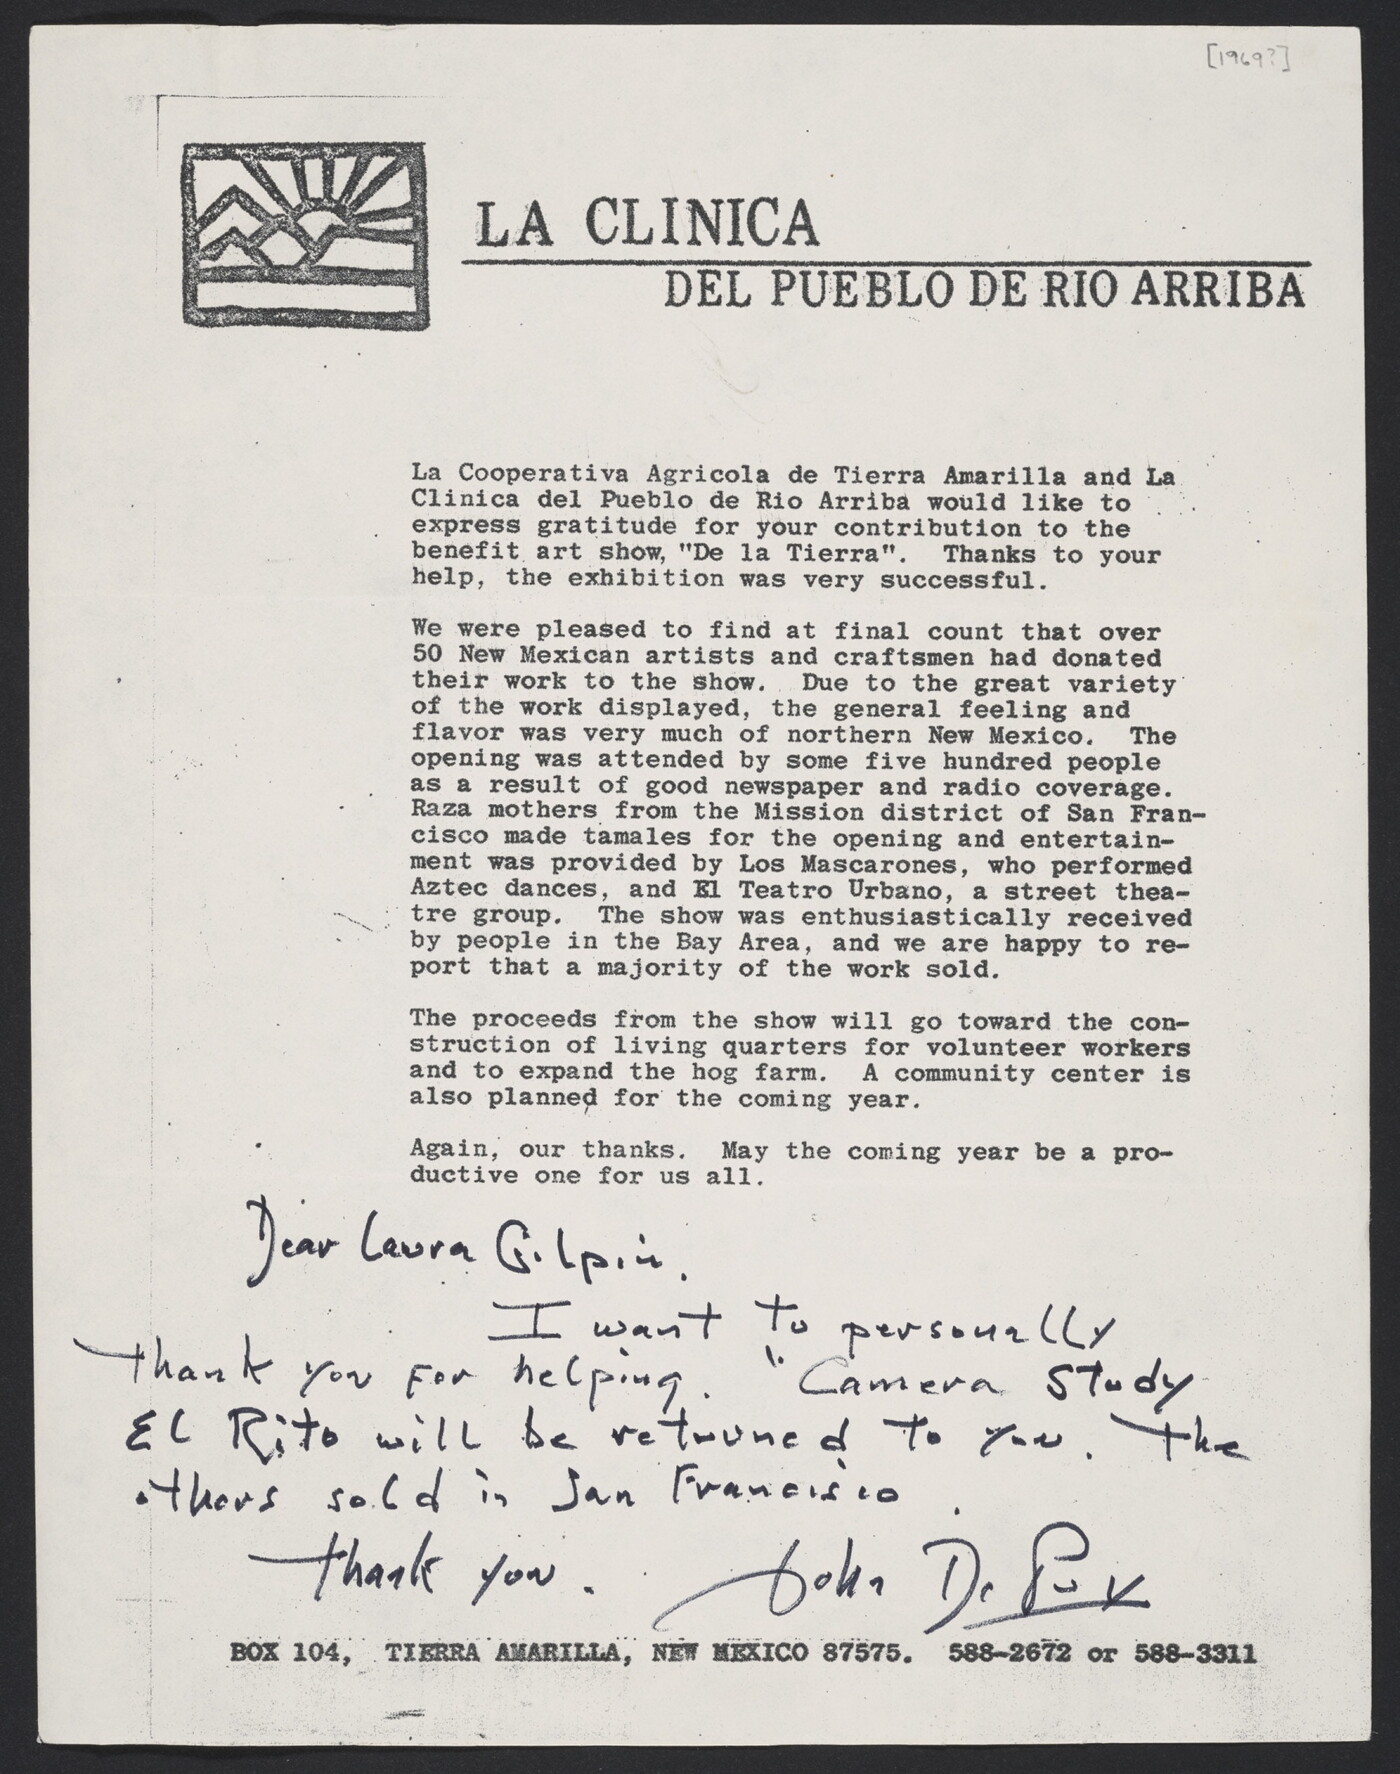 [1969?]
LA CLINICA
DEL PUEBLO DE RIO ARRIBA
La Cooperativa Agricola de Tierra Amarilla and La
Clinica del Pueblo de Rio Arriba would like to
express gratitude for your contribution to the
benefit art show, "De la Tierra". Thanks to your
help, the exhibition was very successful.
We were pleased to find at final count that over
50 New Mexican artists and craftsmen had donated
their work to the show. Due to the great variety
of the work displayed, the general feeling and
flavor was very much of northern New Mexico. The
opening was attended by some five hundred people
as a result of good newspaper and radio coverage.
Raza mothers from the Mission district of San Fran-
cisco made tamales for the opening and entertain-
ment was provided by Los Mascarones, who performed
Aztec dances, and El Teatro Urbano, a street thea-
tre group. The show was enthusiastically received
by people in the Bay Area, and we are happy to re-
port that a majority of the work sold.
The proceeds from the show will go toward the con-
struction of living quarters for volunteer workers
and to expand the hog farm. A community center is
also planned for the coming year.
Again, our thanks. May the coming year be a pro-
ductive one for us all.
Dear Laura Gilpin,
I want to personally
thank you for helping. "Camera Study
El Rito will be returned to you. The
others sold in San Francisco.
Thank you. John De Puy
BOX 104, TIERRA AMARILLA, NEW MEXICO 87575. 588-2672 or 588-3311